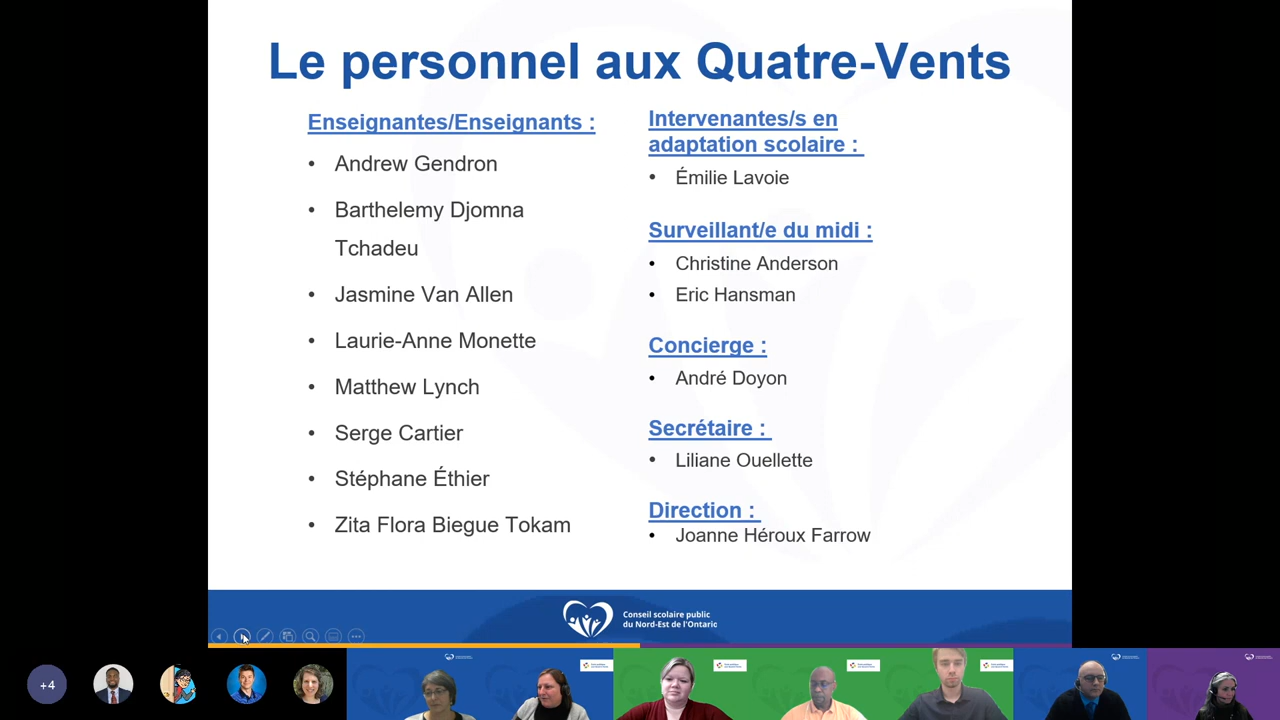 Le personnel aux Quatre-Vents
Enseignantes/Enseignants :
• Andrew Gendron
• Barthelemy Djomna
Tchadeu
• Jasmine Van Allen
• Laurie-Anne Monette
• Matthew Lynch
• Serge Cartier
• Stéphane Éthier
• Zita Flora Biegue Tokam
Intervenantes/s en
adaptation scolaire :
• Émilie Lavoie
Surveillant/e du midi :
• Christine Anderson
• Eric Hansman
Concierge :
• André Doyon
Secrétaire :
• Liliane Ouellette
Direction :
• Joanne Héroux Farrow
Conseil scolaire public
du Nord-Est de l'Ontario
+4